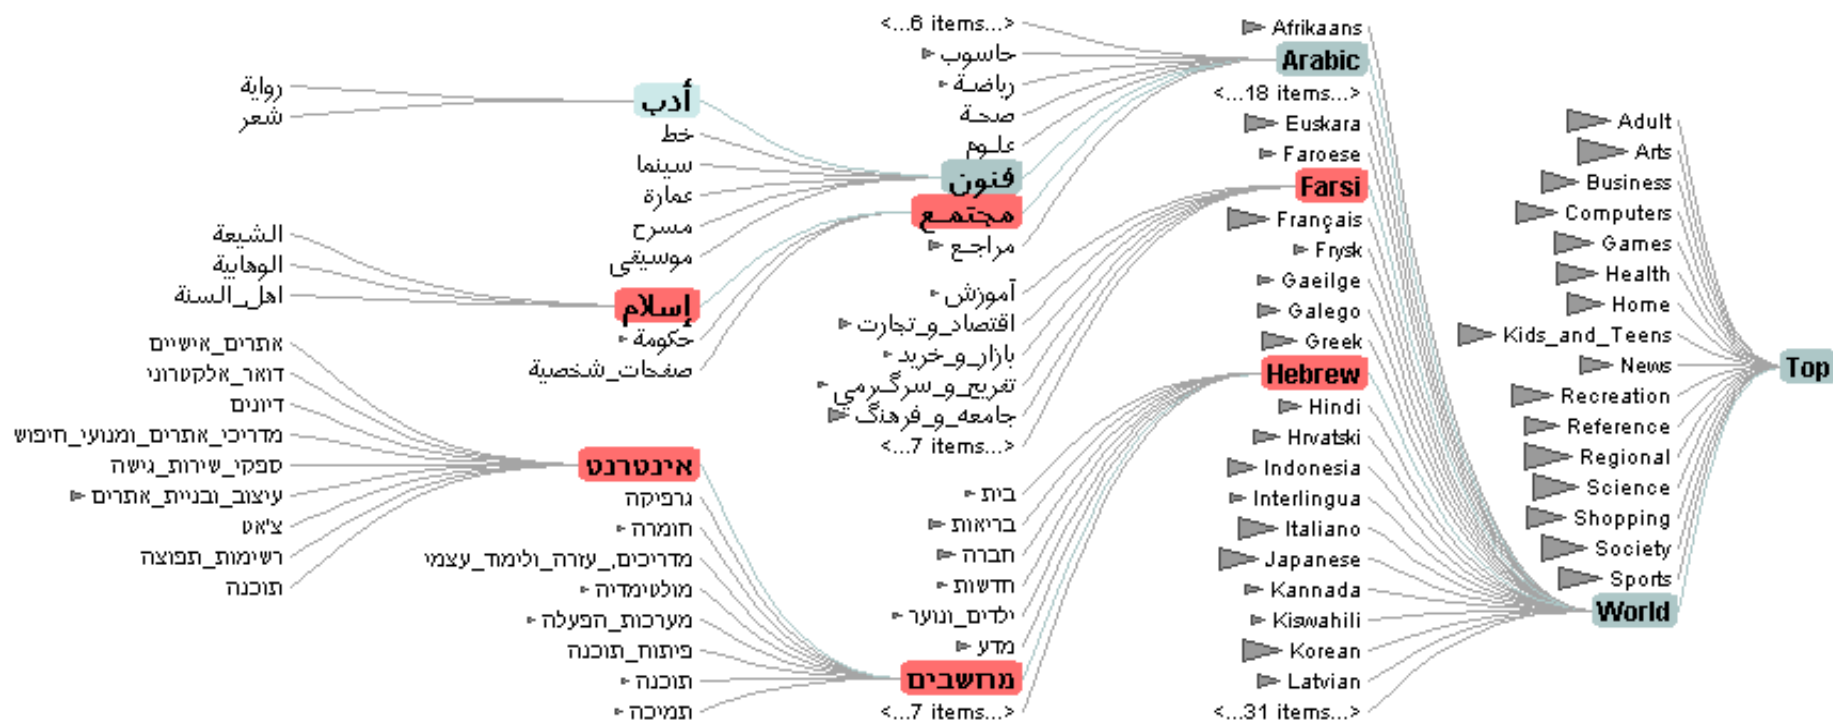 Top
Adult
Arts
Business
Computers
Games
Health
Home
Kids_and_Teens
News
Recreation
Reference
Regional
Science
Shopping
Society
Sports
World
Afrikaans
Arabic
<...18 items...>
Euskara
Faroese
Farsi
Français
Frysk
Gaeilge
Galego
Greek
Hebrew
Hindi
Hrvatski
Indonesia
Interlingua
Italiano
Japanese
Kannada
Kiswahili
Korean
Latvian
<...31 items...>
<...6 items...>
حاسوب
رياضة
صحة
علوم
فنون
مجتمع
مراجع
آموزش
اقتصاد_و_تجارت
بازار_و_خريد
تفريح_و_سرگرمي
جامعه_و_فرهنگ
<...7 items...>
בית
בריאות
חברה
חדשות
ילדים_ונוער
מדע
מחשבים
<...7 items...>
أدب
خط
سينما
عمارة
مسرح
موسيقى
إسلام
حكومة
صفحات_شخصية
אינטרנט
גרפיקה
חומרה
מדריכים,_עזרה_ולימוד_עצמי
מולטימדיה
מערכות_הפעלה
פיתוח_תוכנה
תוכנה
תמיכה
رواية
شعر
الشيعة
الوهابية
اهل_السنة
אתרים_אישיים
דואר_אלקטרוני
דיונים
מדריכי_אתרים_ומנועי_חיפוש
ספקי_שירות_גישה
עיצוב_ובניית_אתרים
צ'אט
רשימות_תפוצה
תוכנה